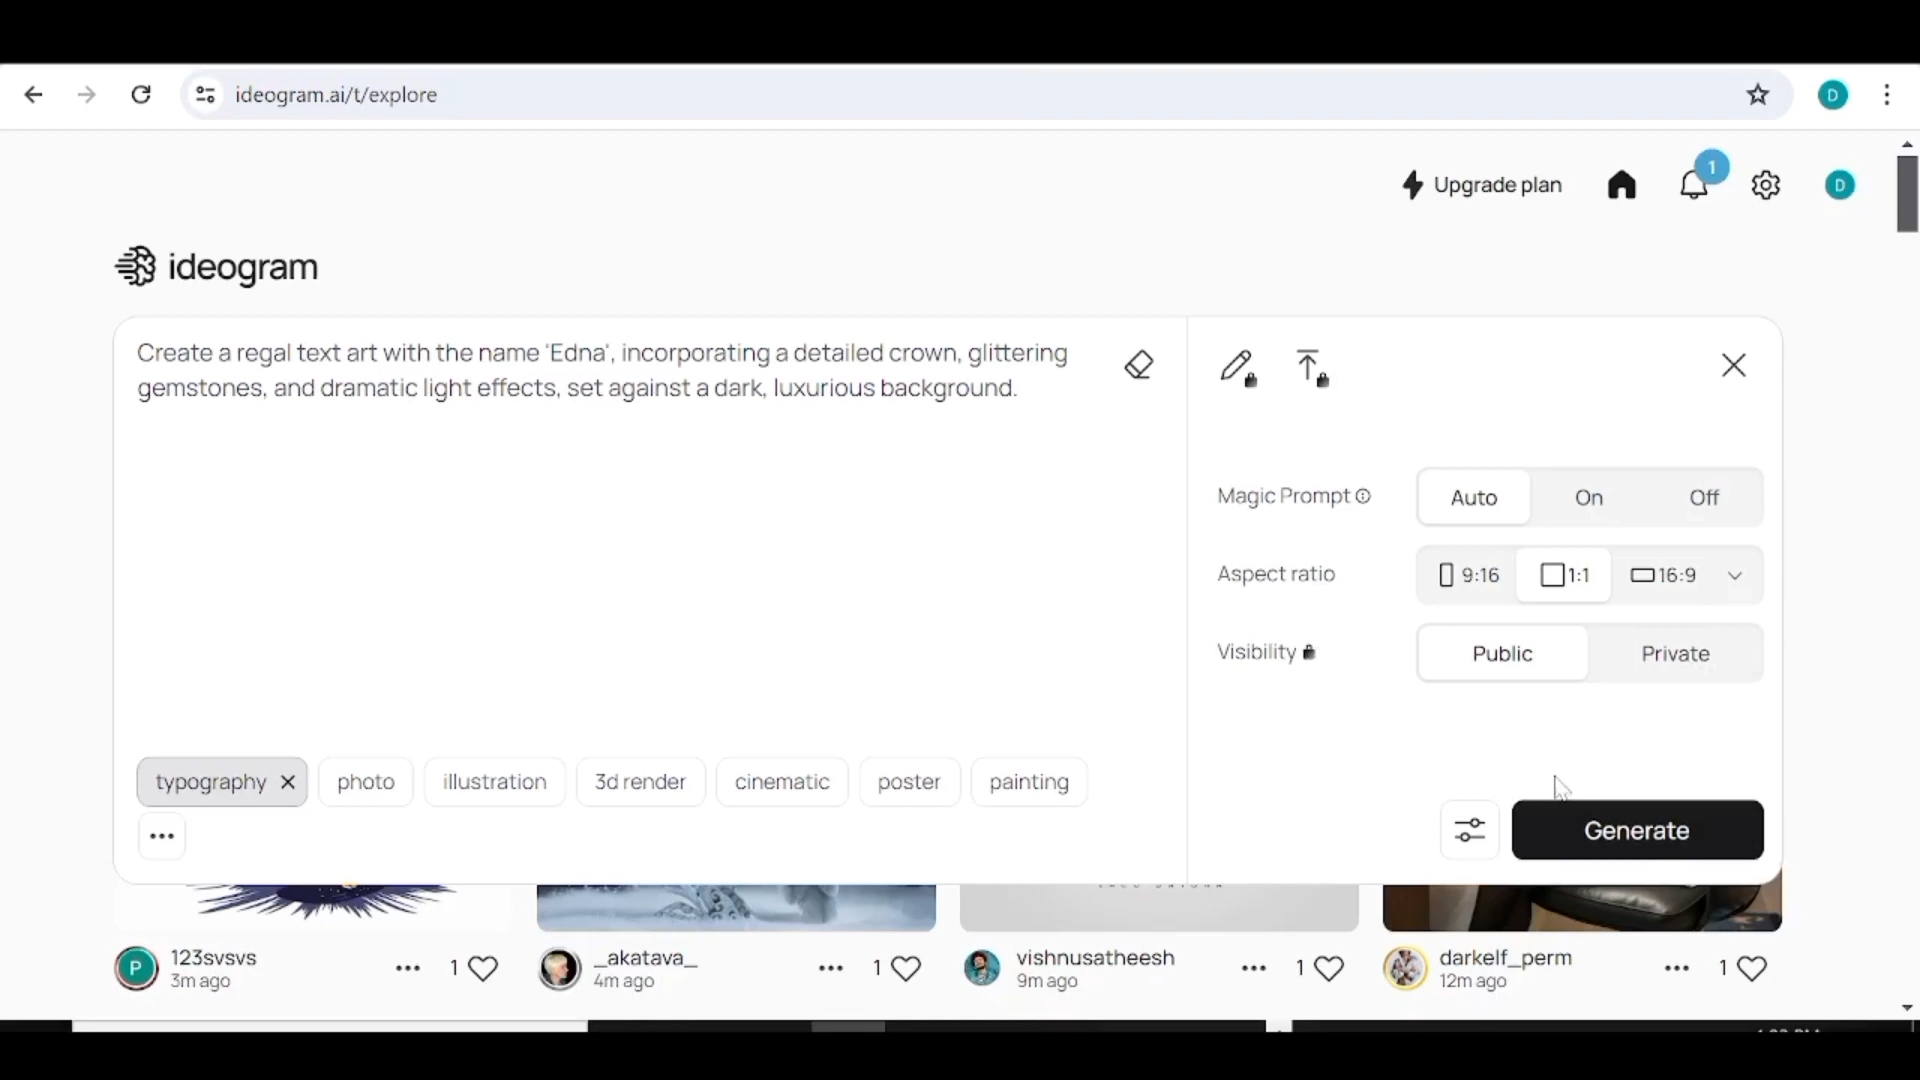 ideogram.ai/t/explore
D
Upgrade plan
1
D
ideogram
Create a regal text art with the name 'Edna', incorporating a detailed crown, glittering
gemstones, and dramatic light effects, set against a dark, luxurious background.
Magic Prompt
Auto
On
Off
Aspect ratio
9:16
1:1
16:9
Visibility
Public
Private
typography
photo
illustration
3d render
cinematic
poster
painting
Generate
P
123svsvs
3m ago
1
_akatava_
4m ago
1
vishnusatheesh
9m ago
1
darkelf_perm
12m ago
1